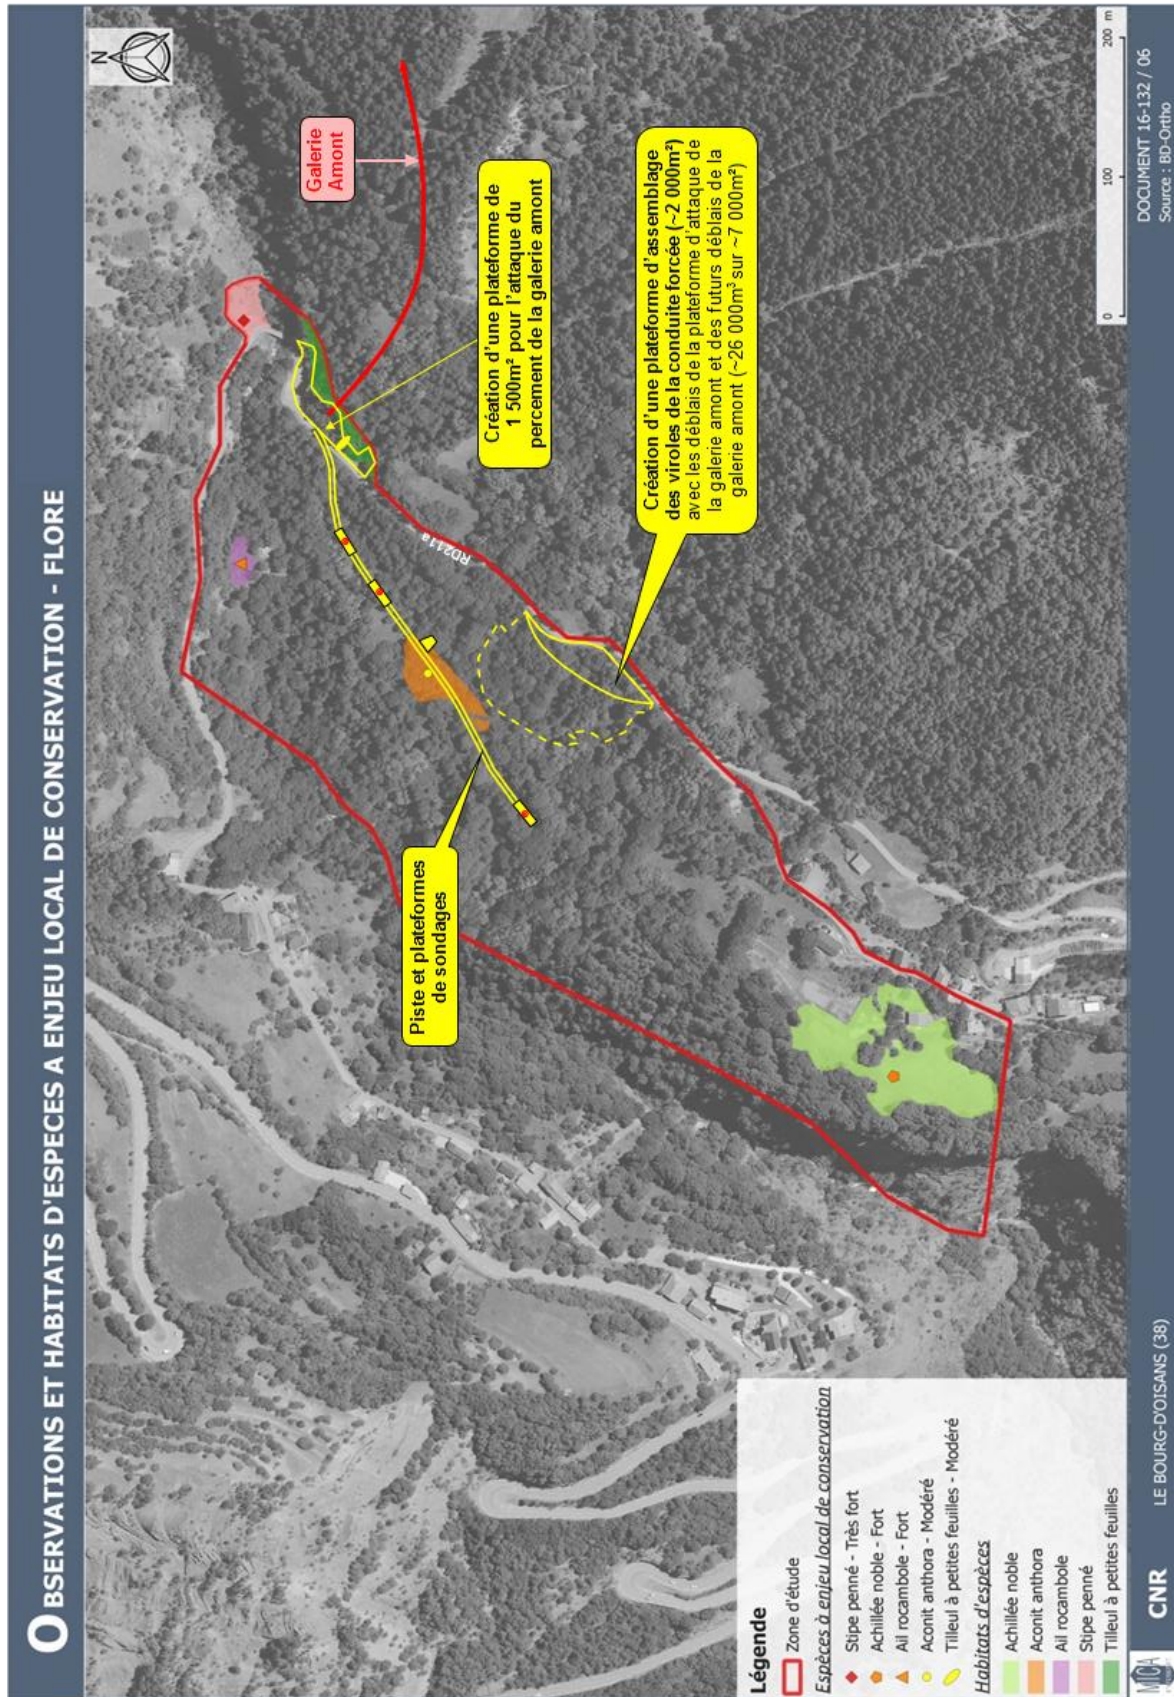 OBSERVATIONS ET HABITATS D'ESPECES A ENJEU LOCAL DE CONSERVATION - FLORE
N
Galerie
Amont
Création d'une plateforme de
1 500m² pour l'attaque du
percement de la galerie amont
Création d'une plateforme d'assemblage
des viroles de la conduite forcée (~2 000m²)
avec les déblais de la plateforme d'attaque de
la galerie amont et des futurs déblais de la
galerie amont (~26 000m³ sur ~7 000m²)
RD211a
Piste et plateformes
de sondages
Légende
Zone d'étude
Espèces à enjeu local de conservation
Stipe penné - Très fort
Achillée noble - Fort
Ail rocambole - Fort
Aconit anthora - Modéré
Tilleul à petites feuilles - Modéré
Habitats d'espèces
Achillée noble
Aconit anthora
Ail rocambole
Stipe penné
Tilleul à petites feuilles
0 100 200 m
MICA
CNR
LE BOURG-D'OISANS (38)
DOCUMENT 16-132 / 06
Source : BD-Ortho